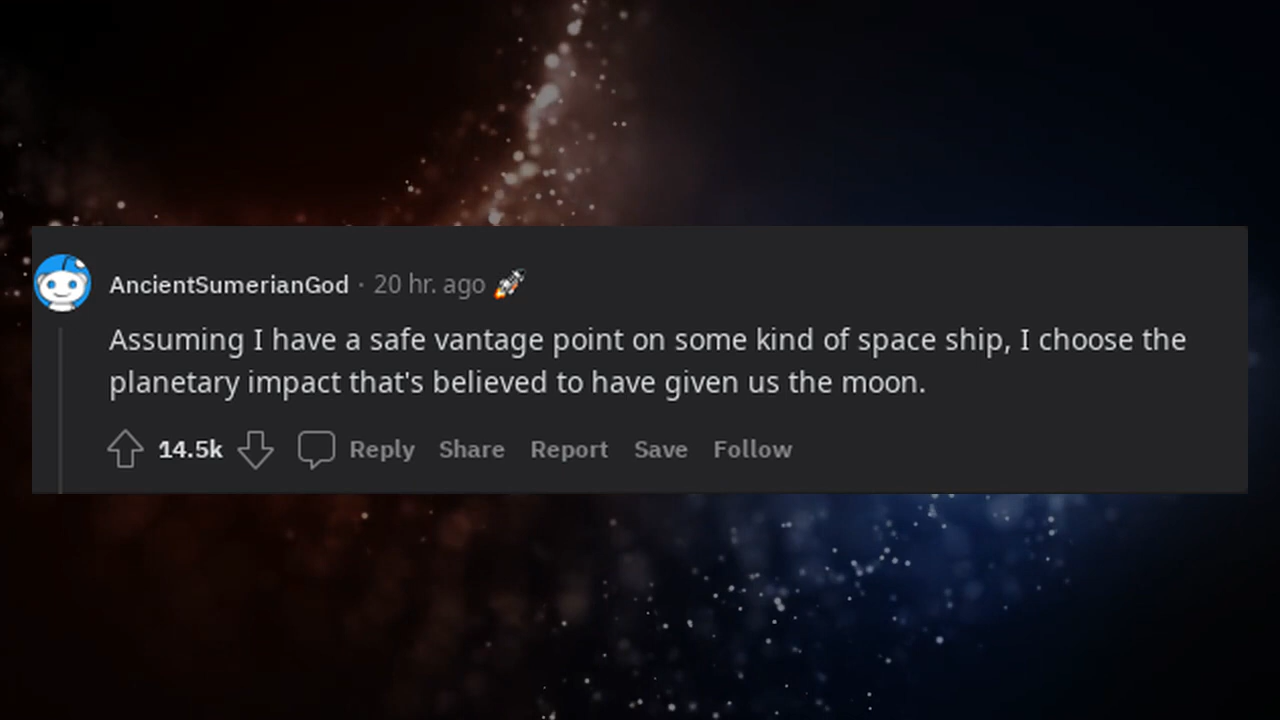 AncientSumerianGod · 20 hr. ago 🚀
Assuming I have a safe vantage point on some kind of space ship, I choose the
planetary impact that's believed to have given us the moon.
14.5k Reply Share Report Save Follow